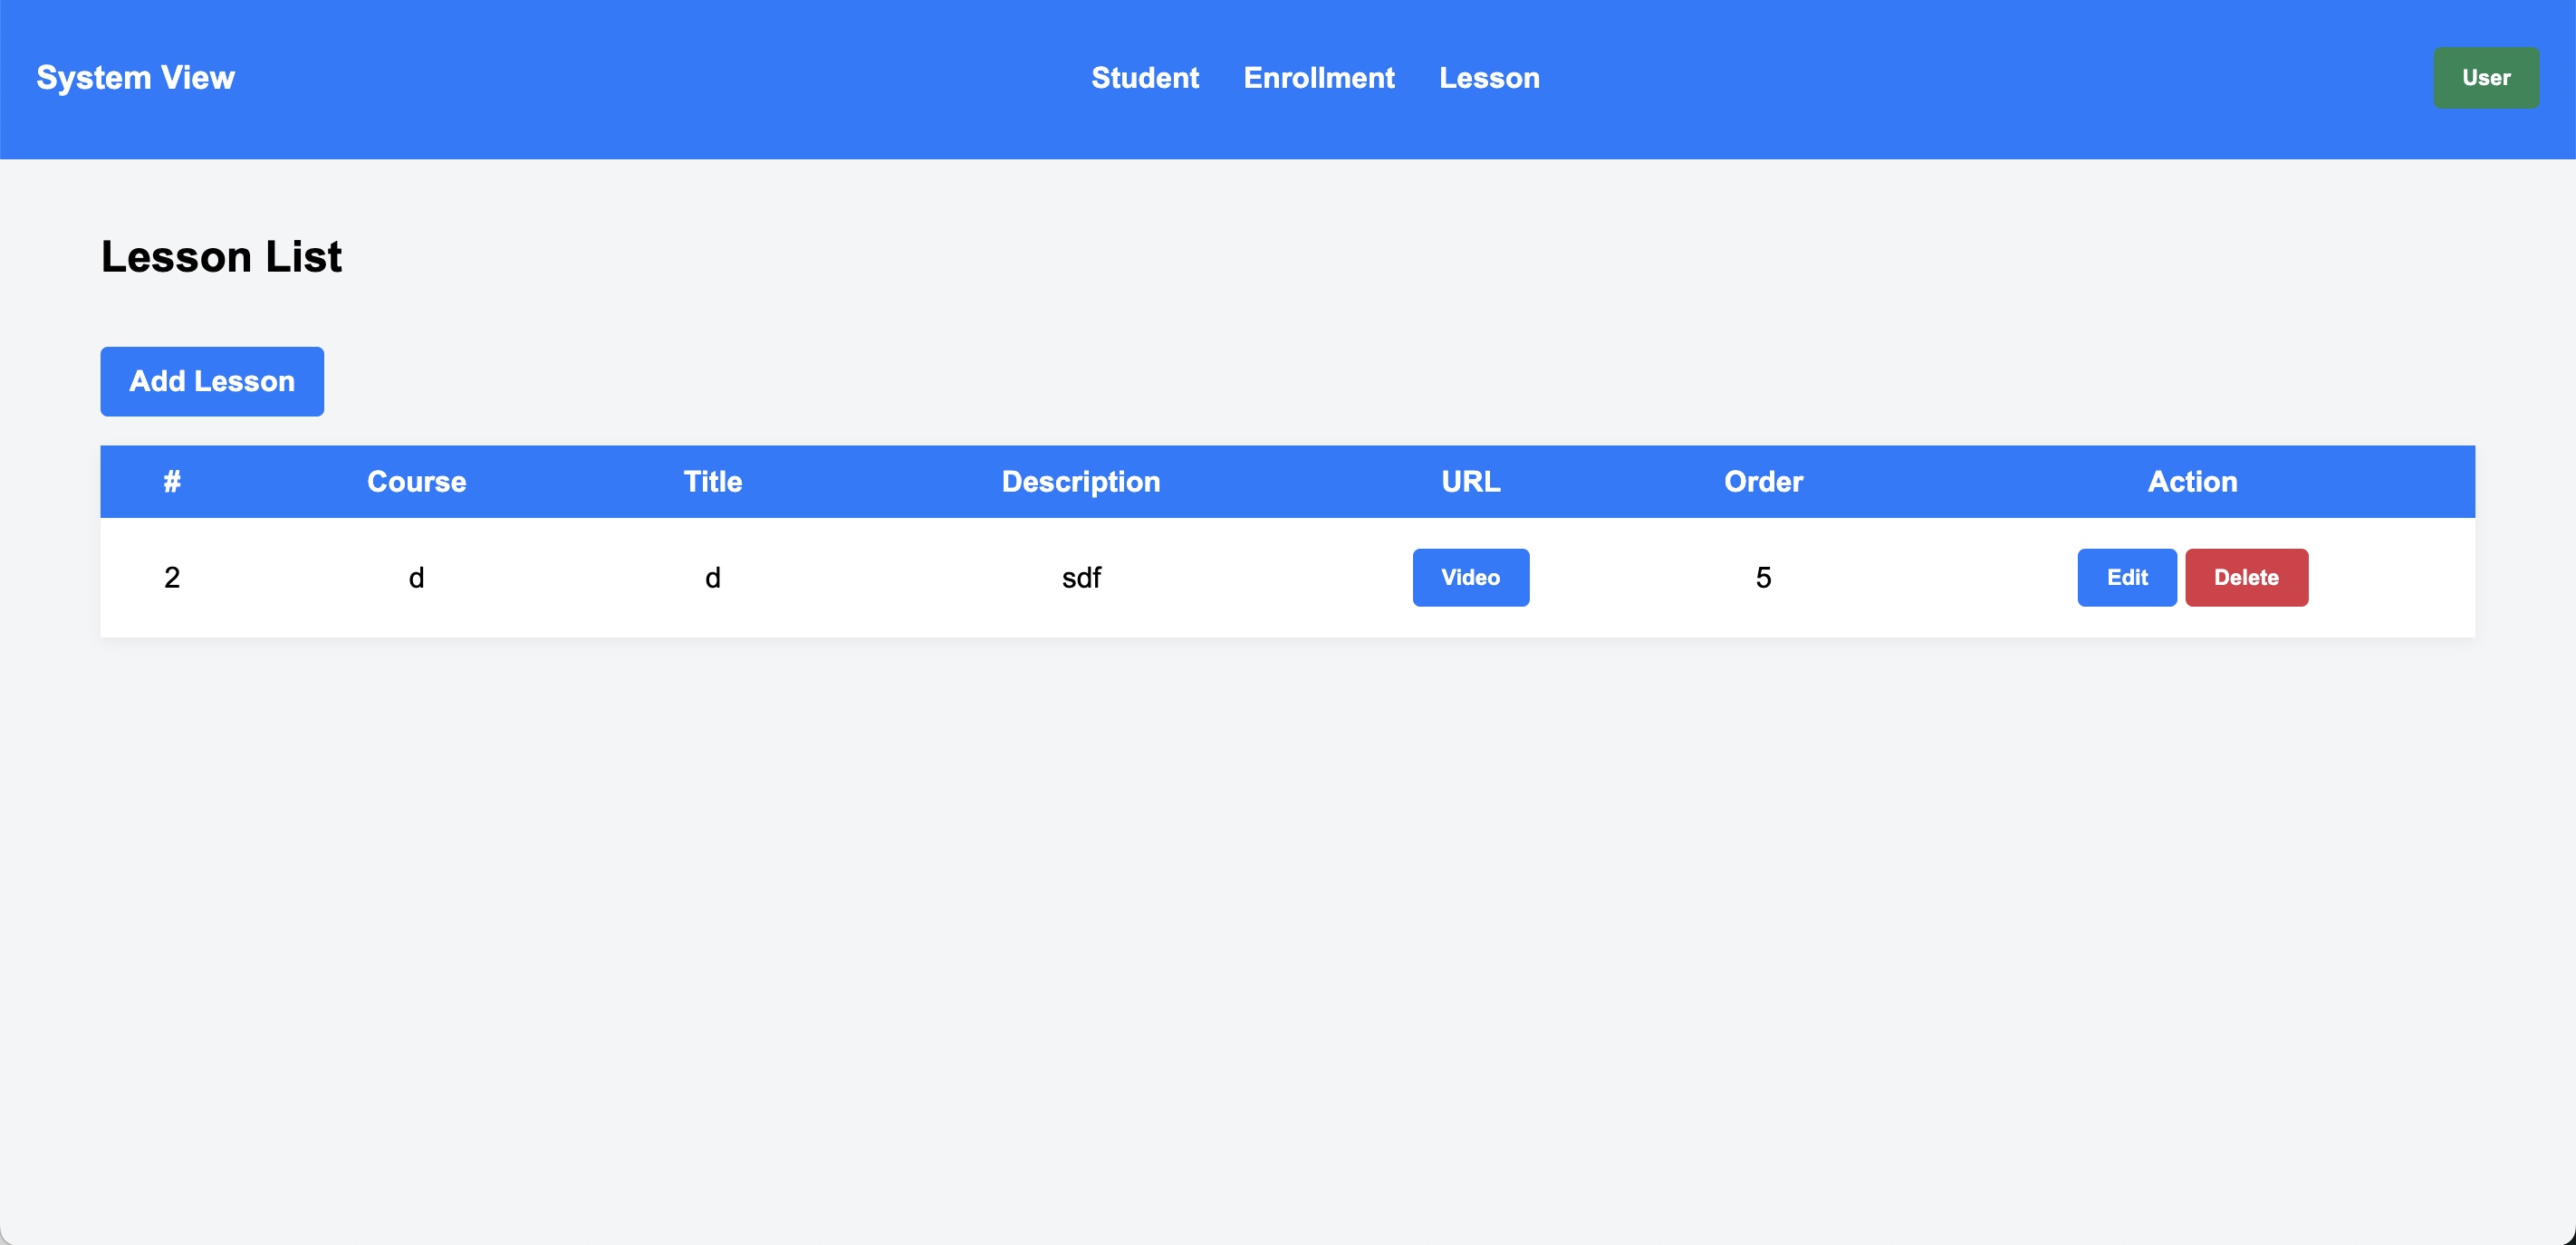 System View Student Enrollment Lesson User
Lesson List
Add Lesson
# Course Title Description URL Order Action
2 d d sdf Video 5 Edit Delete